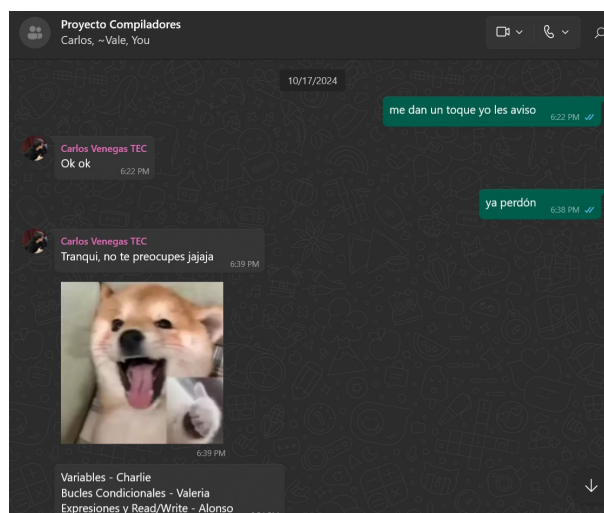 Proyecto Compiladores
Carlos, ~Vale, You
10/17/2024
me dan un toque yo les aviso
6:22 PM
Carlos Venegas TEC
Ok ok
6:22 PM
ya perdón
6:38 PM
Carlos Venegas TEC
Tranqui, no te preocupes jajaja
6:39 PM
6:39 PM
Variables - Charlie
Bucles Condicionales - Valeria
Expresiones y Read/Write - Alonso